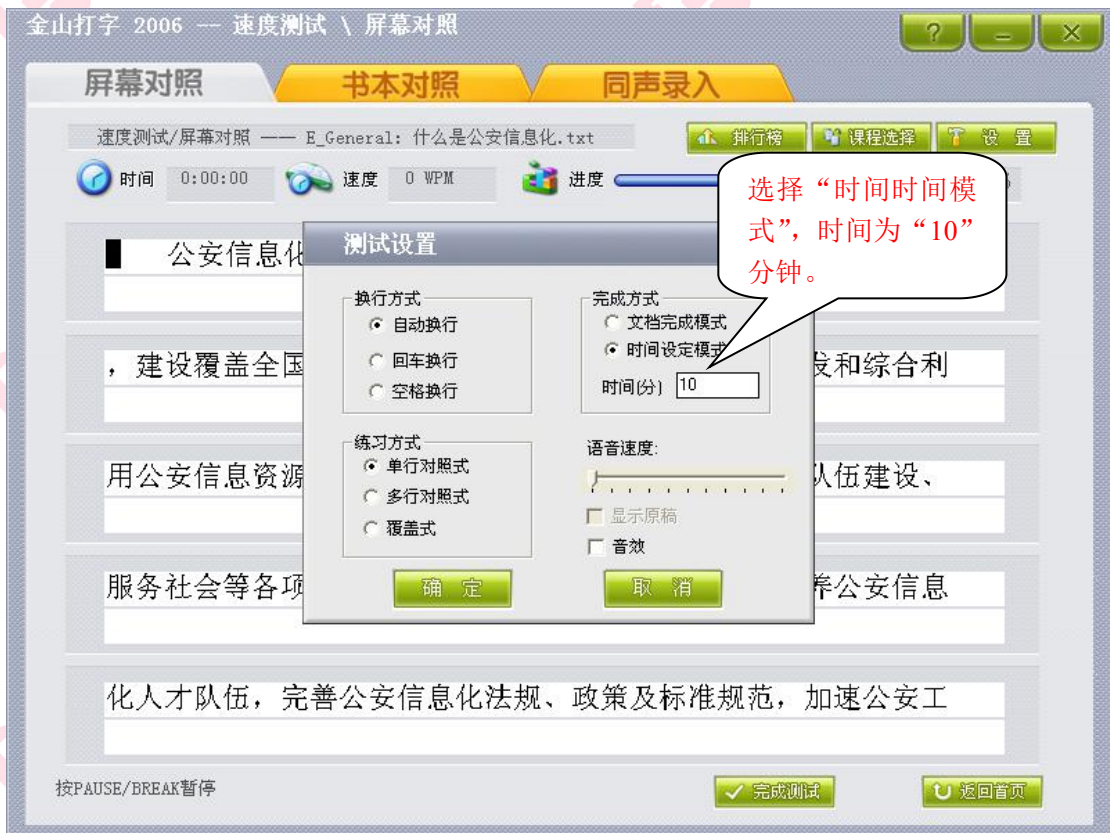 金山打字 2006 -- 速度测试 \ 屏幕对照
屏幕对照
书本对照
同声录入
速度测试/屏幕对照 —— E_General: 什么是公安信息化.txt
排行榜
课程选择
设 置
时间 0:00:00
速度 0 WPM
进度
选择“时间时间模
式”，时间为“10”
分钟。
公安信息化
，建设覆盖全国
发和综合利
用公安信息资源
队伍建设、
服务社会等各项
养公安信息
化人才队伍，完善公安信息化法规、政策及标准规范，加速公安工
测试设置
换行方式
自动换行
回车换行
空格换行
完成方式
文档完成模式
时间设定模式
时间(分) 10
练习方式
单行对照式
多行对照式
覆盖式
语音速度:
显示原稿
音效
确 定
取 消
按PAUSE/BREAK暂停
完成测试
返回首页